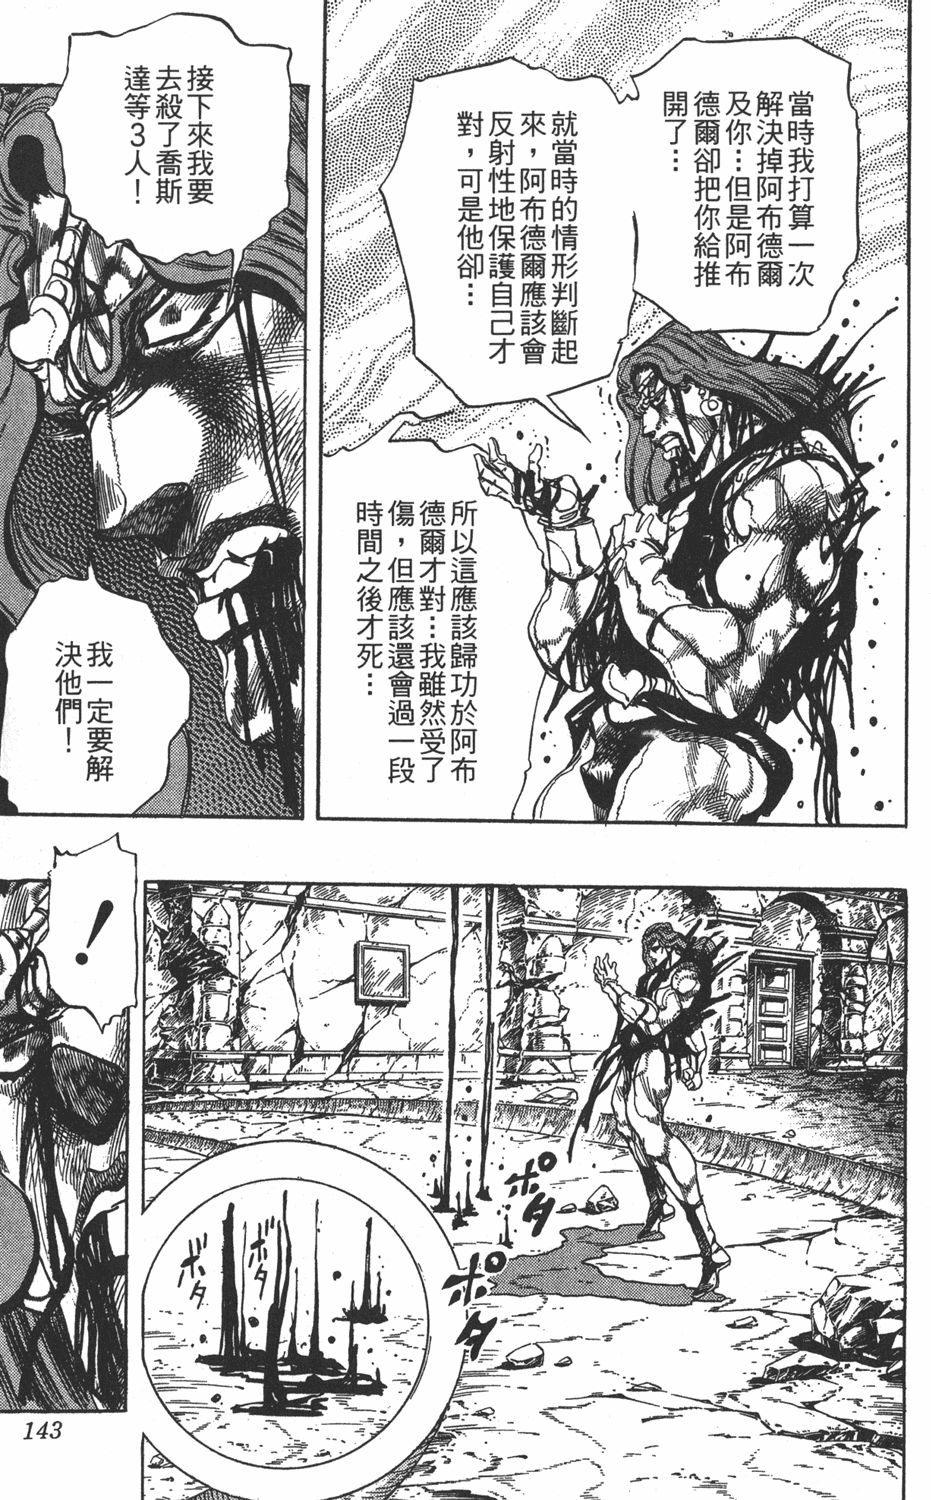 當時我打算一次
解決掉阿布德爾
及你…但是阿布
德爾卻把你給推
開了…
就當時的情形判斷起
來，阿布德爾應該會
反射性地保護自己才
對，可是他卻…
所以這應該歸功於阿布
德爾才對…我雖然受了
傷，但應該還會過一段
時間之後才死…
接下來我要
去殺了喬斯
達等3人！
我一定要解
決他們！
ポタ
ポタ
ボタ
ボタ
！
143